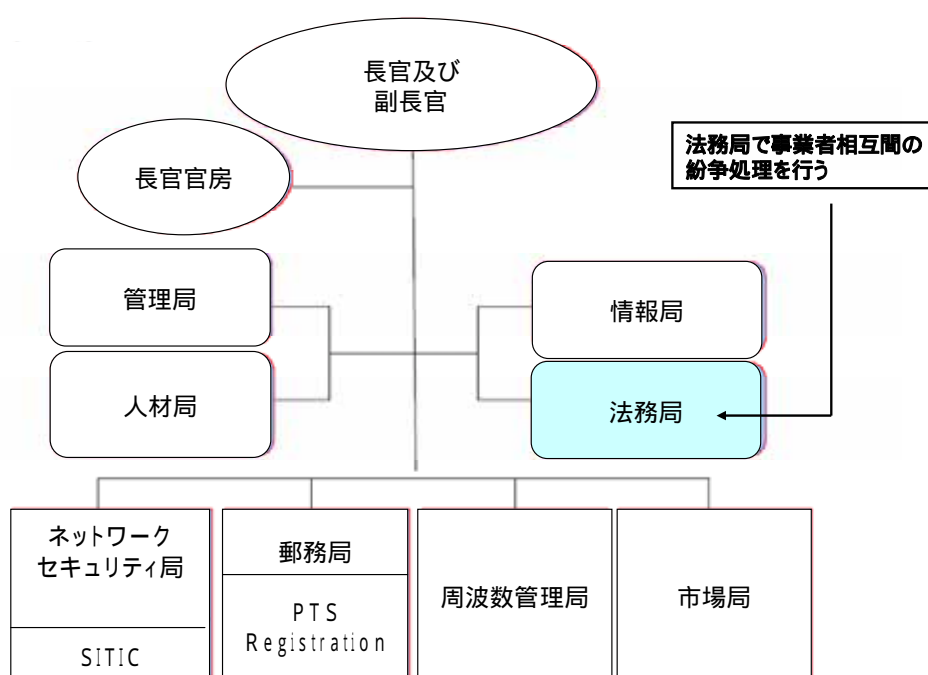 長官及び
副長官
法務局で事業者相互間の
紛争処理を行う
長官官房
管理局
情報局
人材局
法務局
ネットワーク
セキュリティ局
SITIC
郵務局
PTS
Registration
周波数管理局
市場局